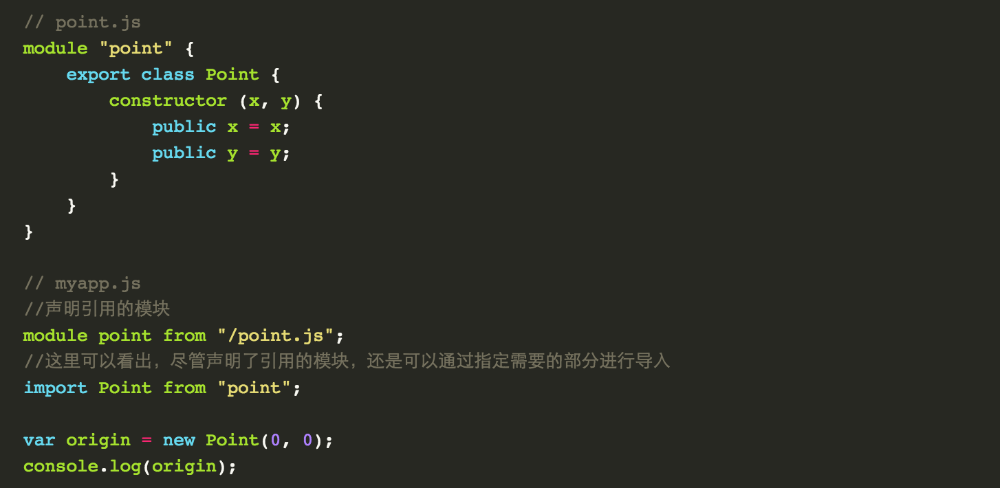 // point.js
module "point" {
    export class Point {
        constructor (x, y) {
            public x = x;
            public y = y;
        }
    }
}

// myapp.js
//声明引用的模块
module point from "/point.js";
//这里可以看出，尽管声明了引用的模块，还是可以通过指定需要的部分进行导入
import Point from "point";

var origin = new Point(0, 0);
console.log(origin);